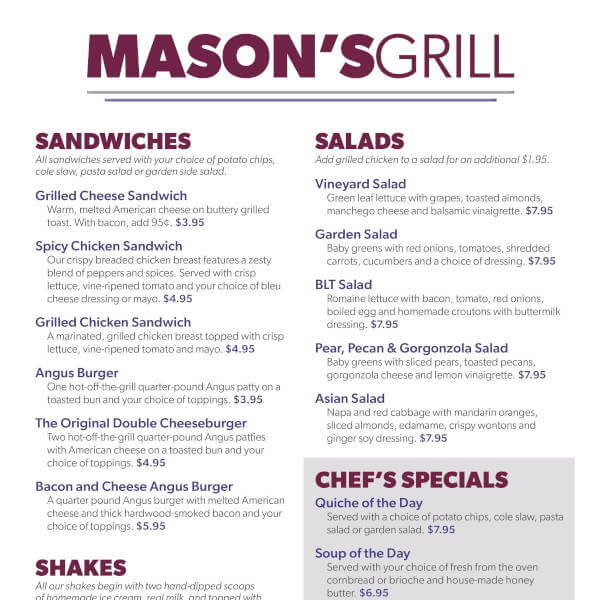 MASON'SGRILL
SANDWICHES
All sandwiches served with your choice of potato chips,
cole slaw, pasta salad or garden side salad.
Grilled Cheese Sandwich
Warm, melted American cheese on buttery grilled
toast. With bacon, add 95¢. $3.95
Spicy Chicken Sandwich
Our crispy breaded chicken breast features a zesty
blend of peppers and spices. Served with crisp
lettuce, vine-ripened tomato and your choice of bleu
cheese dressing or mayo. $4.95
Grilled Chicken Sandwich
A marinated, grilled chicken breast topped with crisp
lettuce, vine-ripened tomato and mayo. $4.95
Angus Burger
One hot-off-the-grill quarter-pound Angus patty on a
toasted bun and your choice of toppings. $3.95
The Original Double Cheeseburger
Two hot-off-the-grill quarter-pound Angus patties
with American cheese on a toasted bun and your
choice of toppings. $4.95
Bacon and Cheese Angus Burger
A quarter pound Angus burger with melted American
cheese and thick hardwood-smoked bacon and your
choice of toppings. $5.95
SHAKES
All our shakes begin with two hand-dipped scoops
of homemade ice cream, real milk, and topped with
SALADS
Add grilled chicken to a salad for an additional $1.95.
Vineyard Salad
Green leaf lettuce with grapes, toasted almonds,
manchego cheese and balsamic vinaigrette. $7.95
Garden Salad
Baby greens with red onions, tomatoes, shredded
carrots, cucumbers and a choice of dressing. $7.95
BLT Salad
Romaine lettuce with bacon, tomato, red onions,
boiled egg and homemade croutons with buttermilk
dressing. $7.95
Pear, Pecan & Gorgonzola Salad
Baby greens with sliced pears, toasted pecans,
gorgonzola cheese and lemon vinaigrette. $7.95
Asian Salad
Napa and red cabbage with mandarin oranges,
sliced almonds, edamame, crispy wontons and
ginger soy dressing. $7.95
CHEF'S SPECIALS
Quiche of the Day
Served with a choice of potato chips, cole slaw, pasta
salad or garden salad. $7.95
Soup of the Day
Served with your choice of fresh from the oven
cornbread or brioche and house-made honey
butter. $6.95